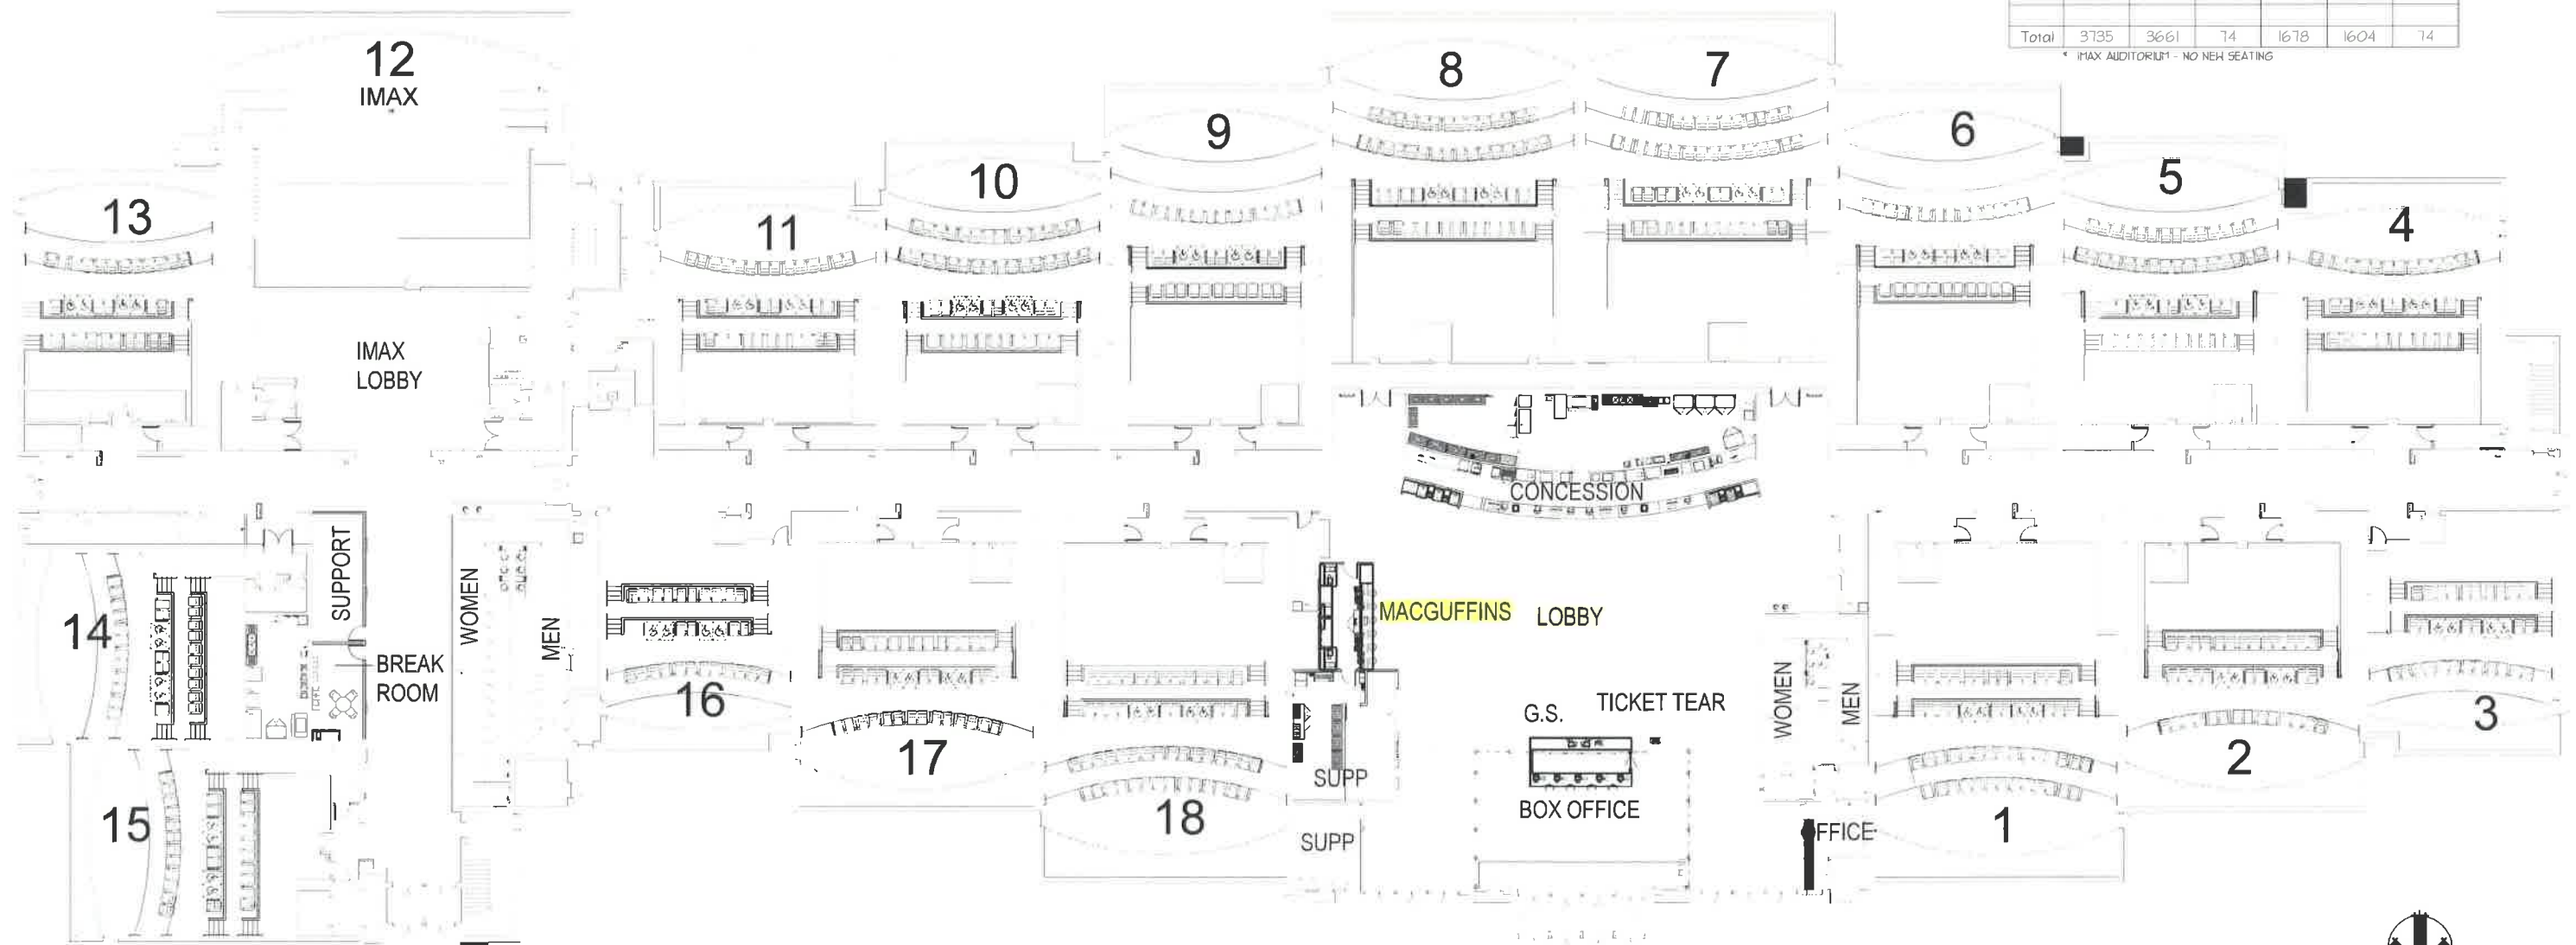 Total 3735 3661 74 1678 1604 74
* IMAX AUDITORIUM - NO NEW SEATING
12
IMAX
*
8
7
9
6
10
5
13
11
4
IMAX
LOBBY
CONCESSION
SUPPORT
WOMEN
MEN
14
BREAK
ROOM
MACGUFFINS
LOBBY
16
G.S.
TICKET TEAR
WOMEN
MEN
3
17
2
SUPP
BOX OFFICE
15
18
SUPP
OFFICE
1